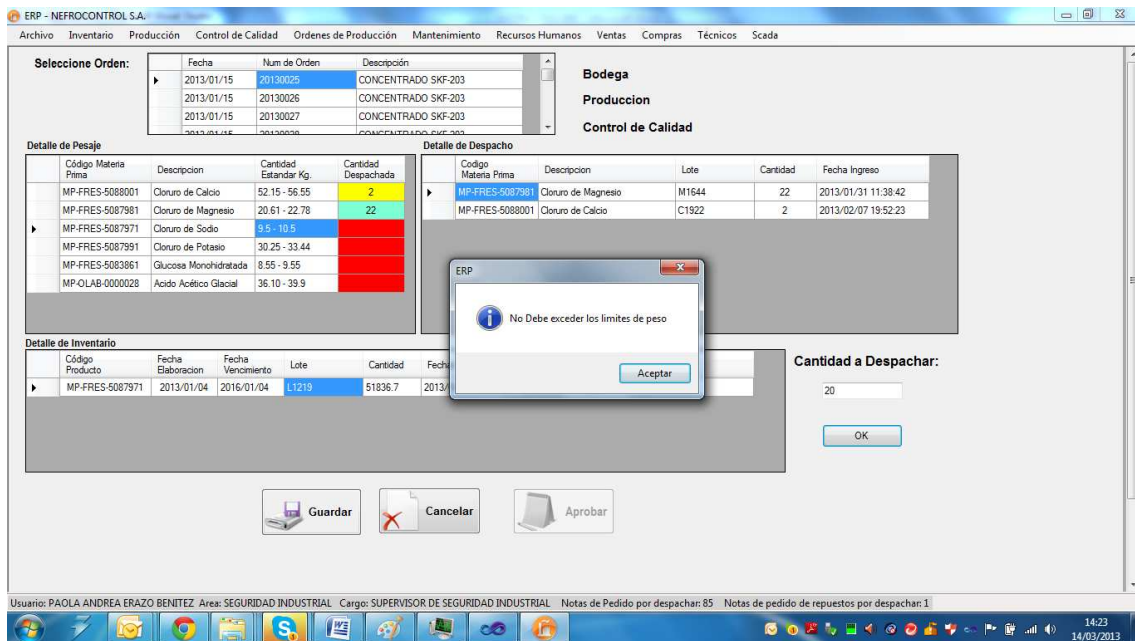 ERP - NEFROCONTROL S.A.
Archivo Inventario Producción Control de Calidad Ordenes de Producción Mantenimiento Recursos Humanos Ventas Compras Técnicos Scada
Seleccione Orden:
Fecha Num de Orden Descripción
2013/01/15 20130025 CONCENTRADO SKF-203
2013/01/15 20130026 CONCENTRADO SKF-203
2013/01/15 20130027 CONCENTRADO SKF-203
2013/01/15 20130028 CONCENTRADO SKF-203
Bodega
Produccion
Control de Calidad
Detalle de Pesaje
Código Materia Prima Descripcion Cantidad Estandar Kg. Cantidad Despachada
MP-FRES-5088001 Cloruro de Calcio 52.15 - 56.55 2
MP-FRES-5087981 Cloruro de Magnesio 20.61 - 22.78 22
MP-FRES-5087971 Cloruro de Sodio 9.5 - 10.5
MP-FRES-5087991 Cloruro de Potasio 30.25 - 33.44
MP-FRES-5083861 Glucosa Monohidratada 8.55 - 9.55
MP-OLAB-0000028 Acido Acético Glacial 36.10 - 39.9
Detalle de Despacho
Codigo Materia Prima Descripcion Lote Cantidad Fecha Ingreso
MP-FRES-5087981 Cloruro de Magnesio M1644 22 2013/01/31 11:38:42
MP-FRES-5088001 Cloruro de Calcio C1922 2 2013/02/07 19:52:23
ERP
No Debe exceder los limites de peso
Aceptar
Detalle de Inventario
Código Producto Fecha Elaboracion Fecha Vencimiento Lote Cantidad
MP-FRES-5087971 2013/01/04 2016/01/04 L1219 51836.7 2013/
Cantidad a Despachar:
20
OK
Guardar Cancelar Aprobar
Usuario: PAOLA ANDREA ERAZO BENITEZ Area: SEGURIDAD INDUSTRIAL Cargo: SUPERVISOR DE SEGURIDAD INDUSTRIAL Notas de Pedido por despachar: 85 Notas de pedido de repuestos por despachar: 1
14:23
14/03/2013